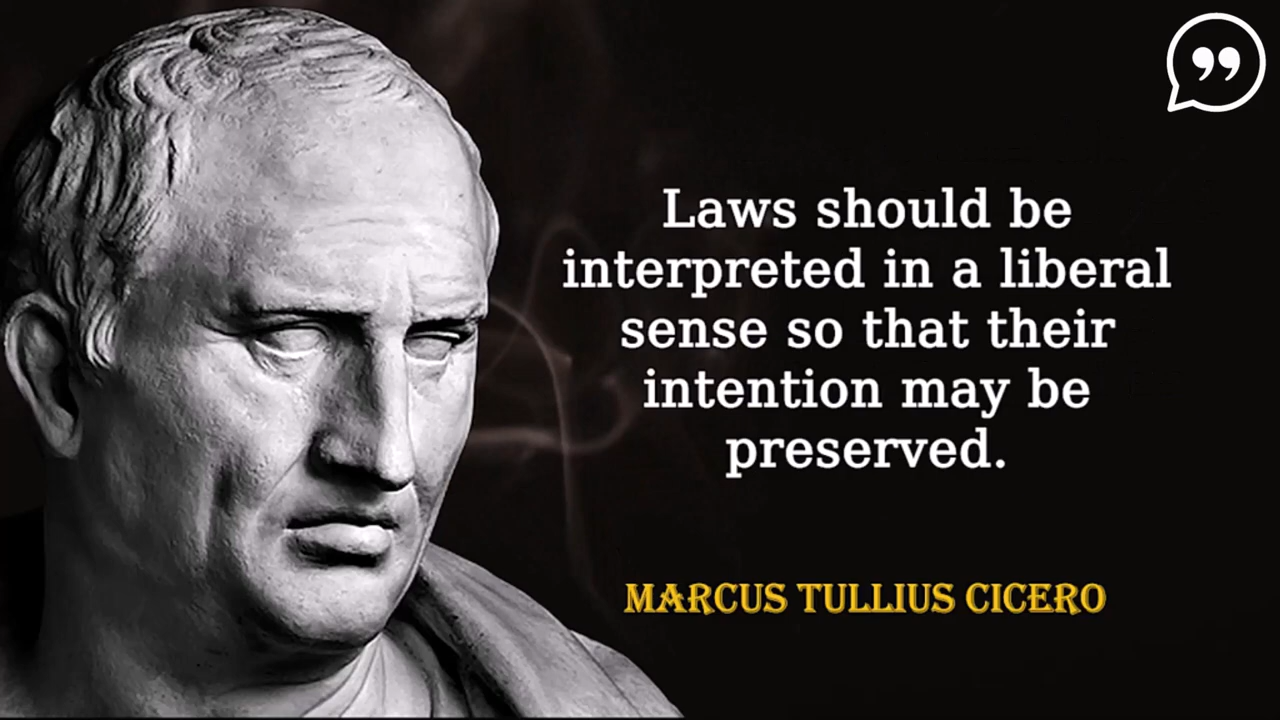 Laws should be
interpreted in a liberal
sense so that their
intention may be
preserved.
MARCUS TULLIUS CICERO